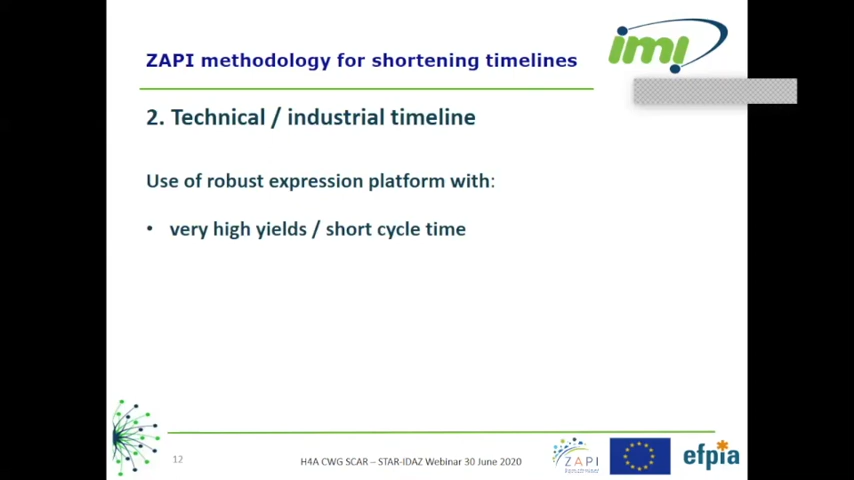 imi
ZAPI methodology for shortening timelines
2. Technical / industrial timeline
Use of robust expression platform with:
• very high yields / short cycle time
12
H4A CWG SCAR – STAR-IDAZ Webinar 30 June 2020
ZAPI
efpia